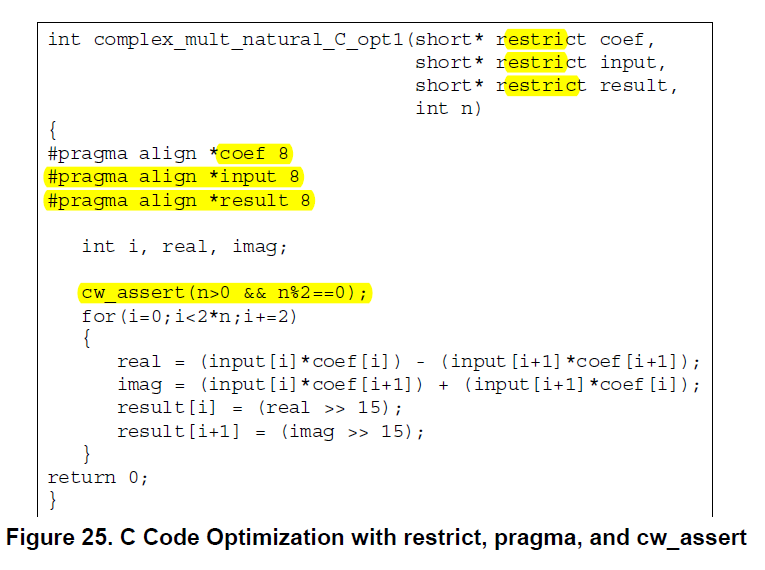 int complex_mult_natural_C_opt1(short* restrict coef,
short* restrict input,
short* restrict result,
int n)
{
#pragma align *coef 8
#pragma align *input 8
#pragma align *result 8
int i, real, imag;
cw_assert(n>0 && n%2==0);
for(i=0;i<2*n;i+=2)
{
real = (input[i]*coef[i]) - (input[i+1]*coef[i+1]);
imag = (input[i]*coef[i+1]) + (input[i+1]*coef[i]);
result[i] = (real >> 15);
result[i+1] = (imag >> 15);
}
return 0;
}
Figure 25. C Code Optimization with restrict, pragma, and cw_assert